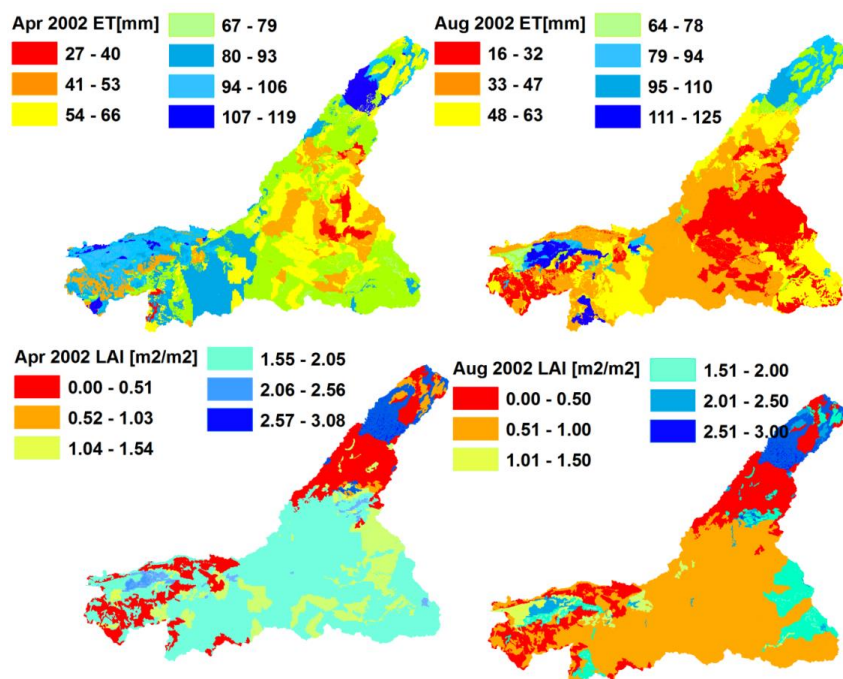 Apr 2002 ET[mm]
27 - 40
41 - 53
54 - 66
67 - 79
80 - 93
94 - 106
107 - 119
Aug 2002 ET[mm]
16 - 32
33 - 47
48 - 63
64 - 78
79 - 94
95 - 110
111 - 125
Apr 2002 LAI [m2/m2]
0.00 - 0.51
0.52 - 1.03
1.04 - 1.54
1.55 - 2.05
2.06 - 2.56
2.57 - 3.08
Aug 2002 LAI [m2/m2]
0.00 - 0.50
0.51 - 1.00
1.01 - 1.50
1.51 - 2.00
2.01 - 2.50
2.51 - 3.00